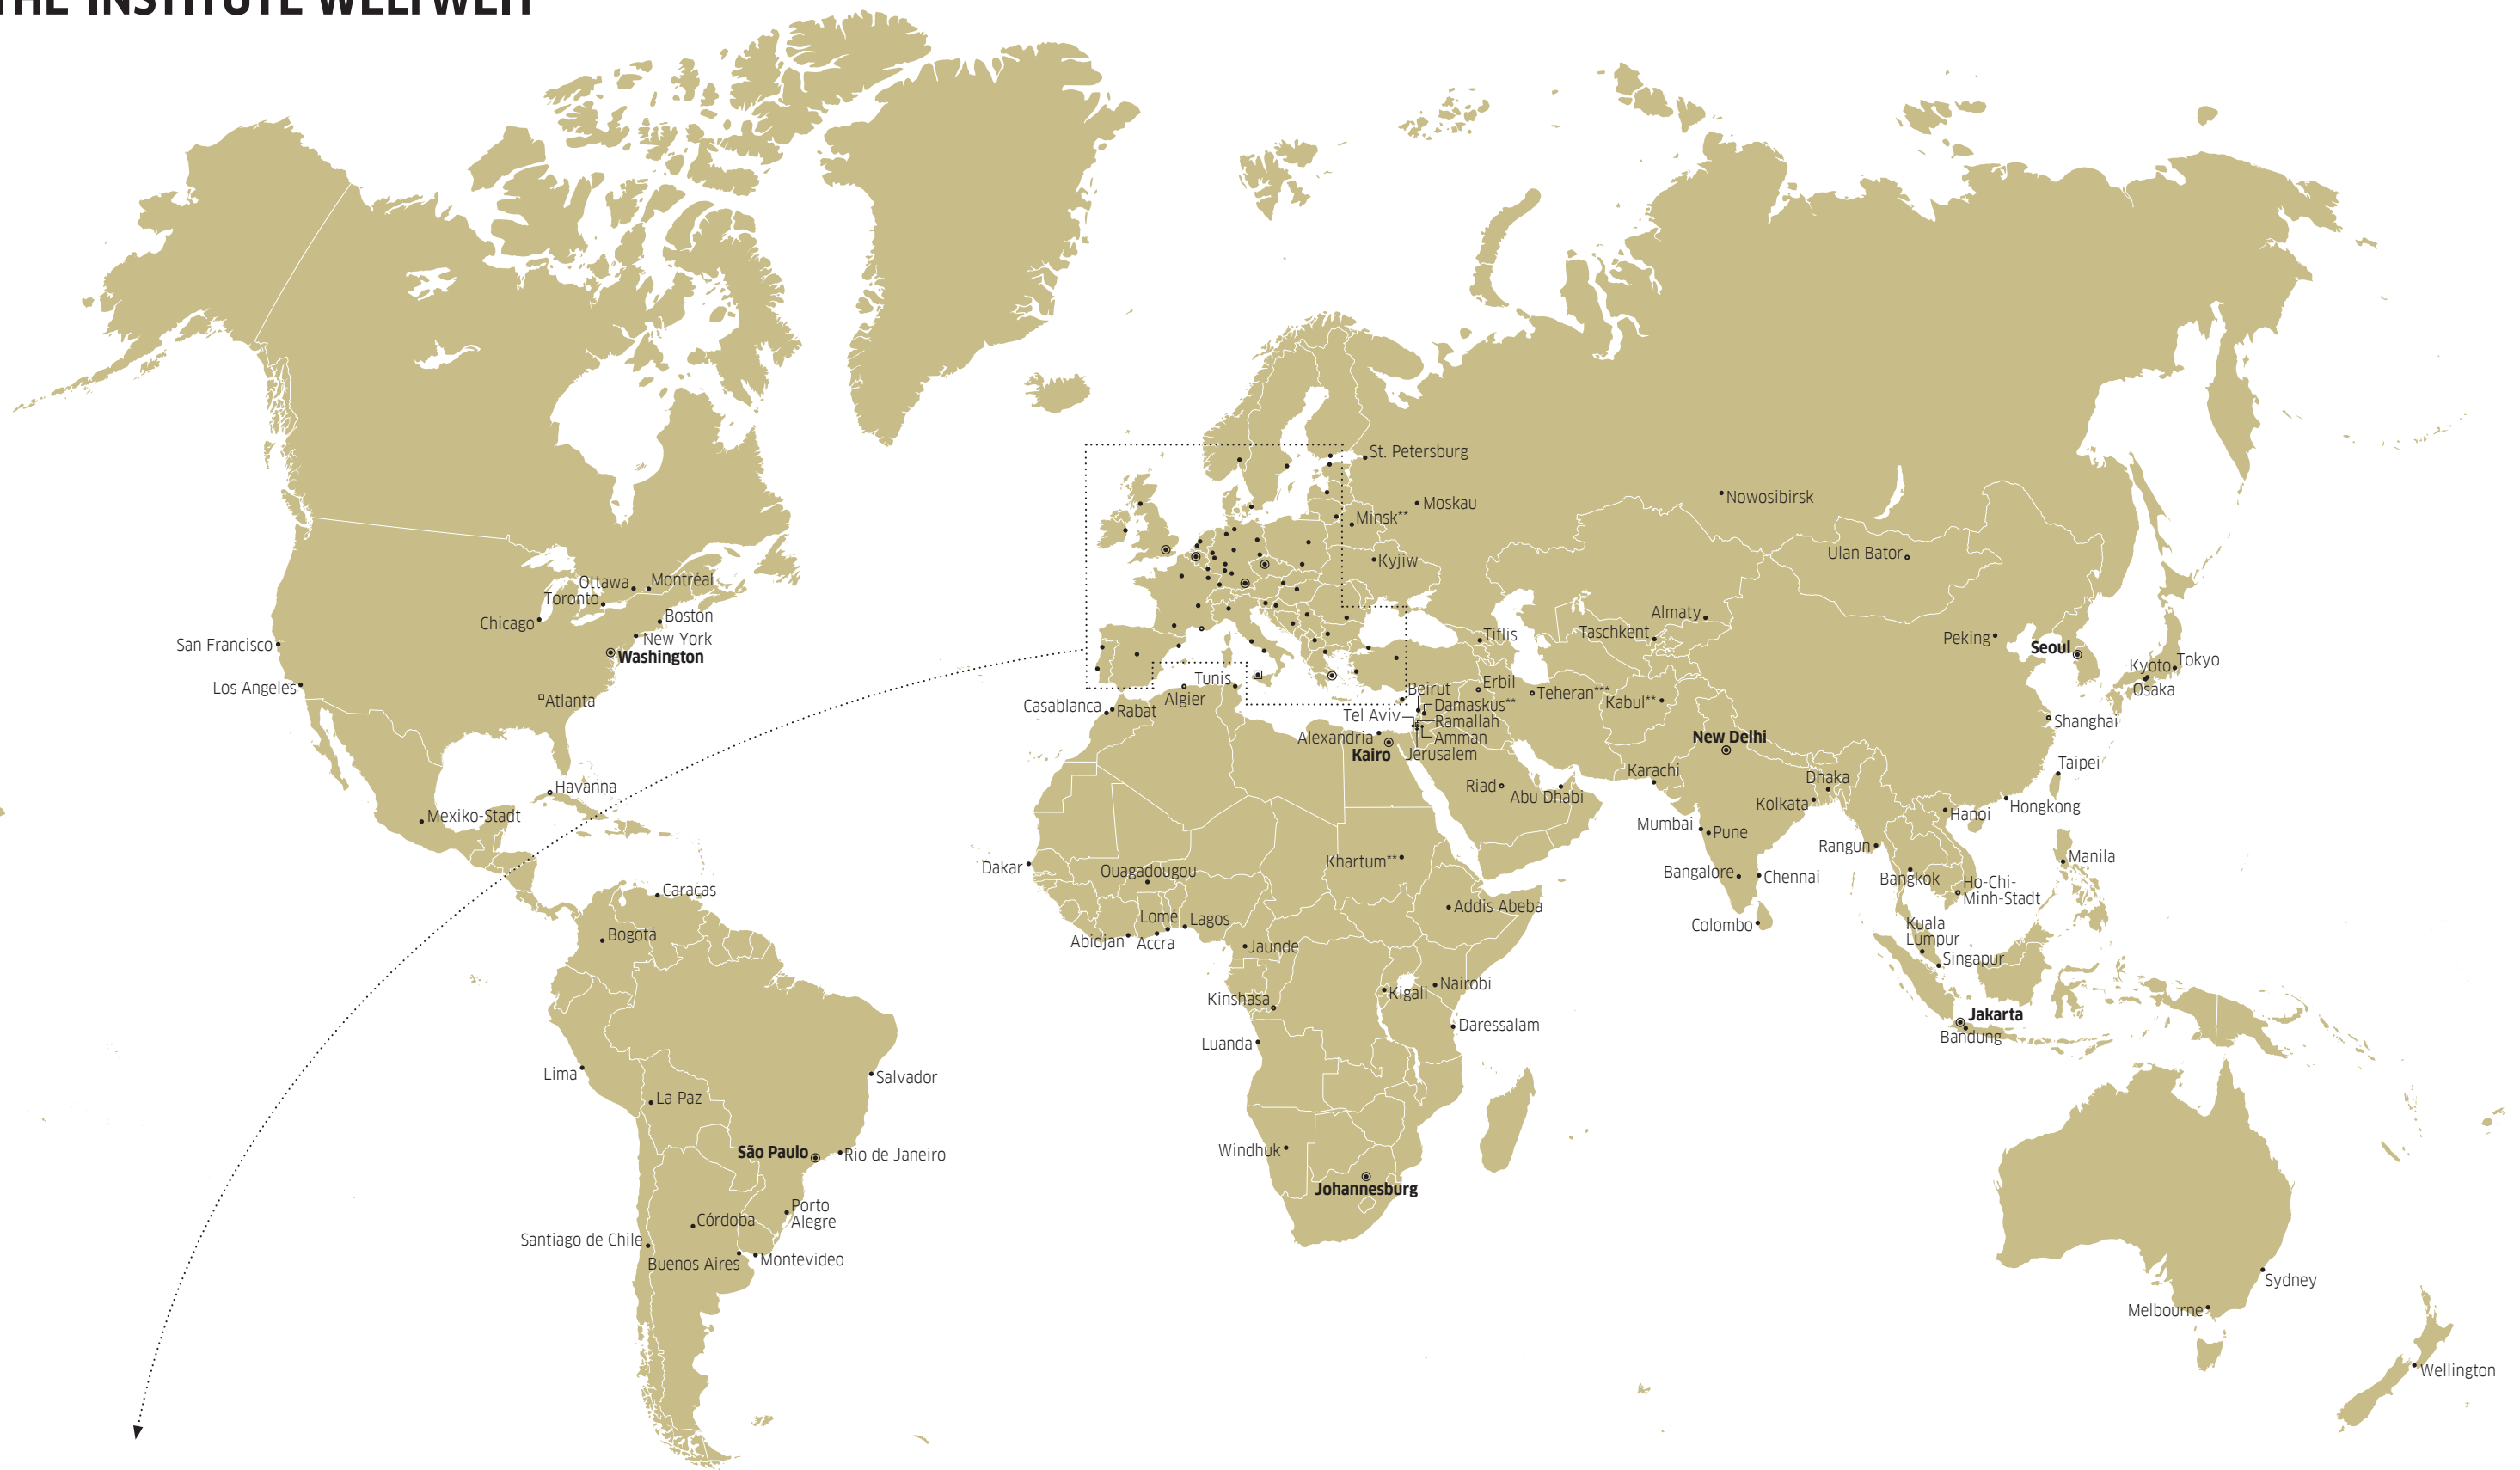 THE-INSTITUTE WELTWEIT
St. Petersburg
Moskau
Minsk**
Kyjiw
Nowosibirsk
Ulan Bator
Ottawa
Montréal
Toronto
Chicago
Boston
New York
Washington
San Francisco
Los Angeles
Atlanta
Havanna
Mexiko-Stadt
Caracas
Bogotá
Lima
La Paz
Salvador
São Paulo
Rio de Janeiro
Porto
Alegre
Córdoba
Santiago de Chile
Buenos Aires
Montevideo
Almaty
Taschkent
Tiflis
Erbil
Teheran***
Kabul**
Peking
Seoul
Kyoto
Tokyo
Osaka
Shanghai
Taipei
Hongkong
Hanoi
Tunis
Algier
Casablanca
Rabat
Beirut
Damaskus**
Tel Aviv
Ramallah
Alexandria
Amman
Kairo
Jerusalem
Riad
Abu Dhabi
New Delhi
Karachi
Dhaka
Kolkata
Mumbai
Pune
Rangun
Bangalore
Chennai
Bangkok
Ho-Chi-
Minh-Stadt
Manila
Colombo
Kuala
Lumpur
Singapur
Jakarta
Bandung
Dakar
Ouagadougou
Khartum**
Addis Abeba
Lomé
Lagos
Abidjan
Accra
Jaunde
Nairobi
Kigali
Kinshasa
Daressalam
Luanda
Windhuk
Johannesburg
Sydney
Melbourne
Wellington